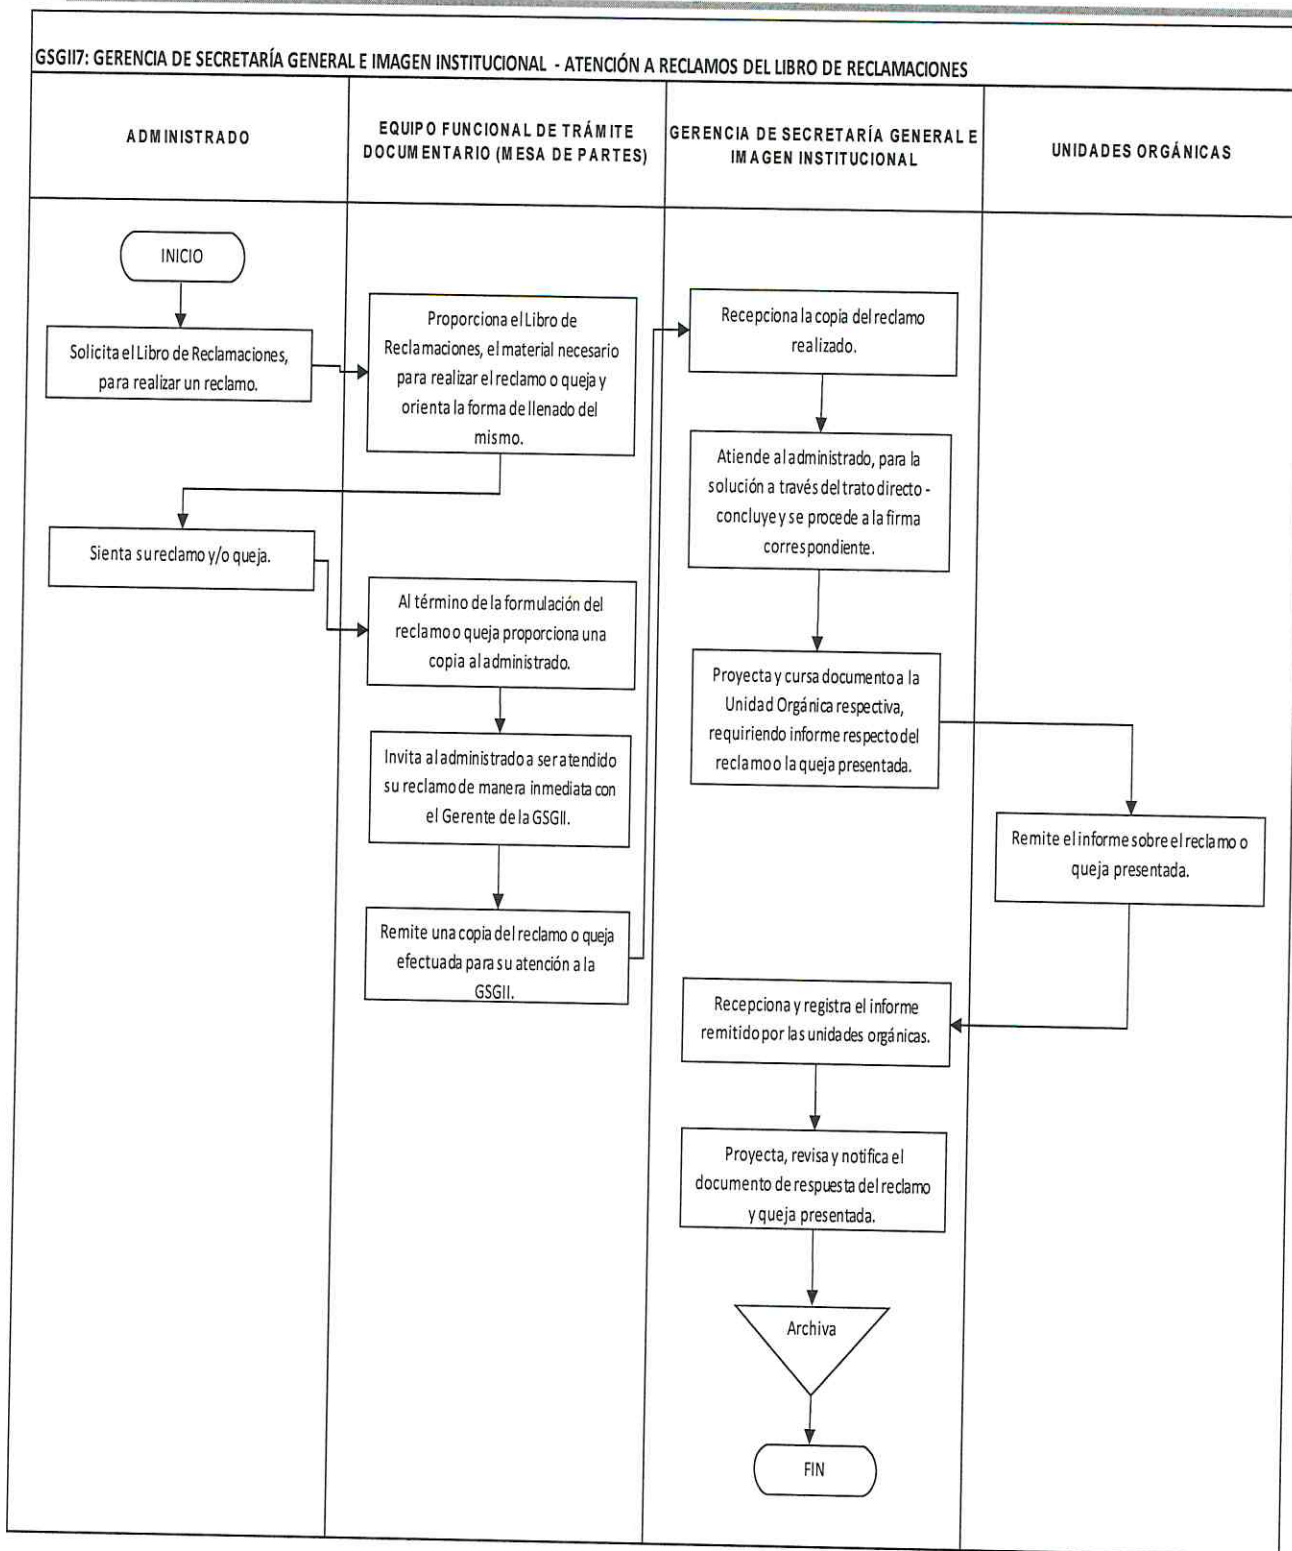 GSGII7: GERENCIA DE SECRETARÍA GENERAL E IMAGEN INSTITUCIONAL - ATENCIÓN A RECLAMOS DEL LIBRO DE RECLAMACIONES
ADMINISTRADO
EQUIPO FUNCIONAL DE TRÁMITE
DOCUMENTARIO (MESA DE PARTES)
GERENCIA DE SECRETARÍA GENERAL E
IMAGEN INSTITUCIONAL
UNIDADES ORGÁNICAS
INICIO
Solicita el Libro de Reclamaciones,
para realizar un reclamo.
Proporciona el Libro de
Reclamaciones, el material necesario
para realizar el reclamo o queja y
orienta la forma de llenado del
mismo.
Sienta su reclamo y/o queja.
Al término de la formulación del
reclamo o queja proporciona una
copia al administrado.
Invita al administrado a ser atendido
su reclamo de manera inmediata con
el Gerente de la GSGII.
Remite una copia del reclamo o queja
efectuada para su atención a la
GSGII.
Recepciona la copia del reclamo
realizado.
Atiende al administrado, para la
solución a través del trato directo -
concluye y se procede a la firma
correspondiente.
Proyecta y cursa documento a la
Unidad Orgánica respectiva,
requiriendo informe respecto del
reclamo o la queja presentada.
Remite el informe sobre el reclamo o
queja presentada.
Recepciona y registra el informe
remitido por las unidades orgánicas.
Proyecta, revisa y notifica el
documento de respuesta del reclamo
y queja presentada.
Archiva
FIN